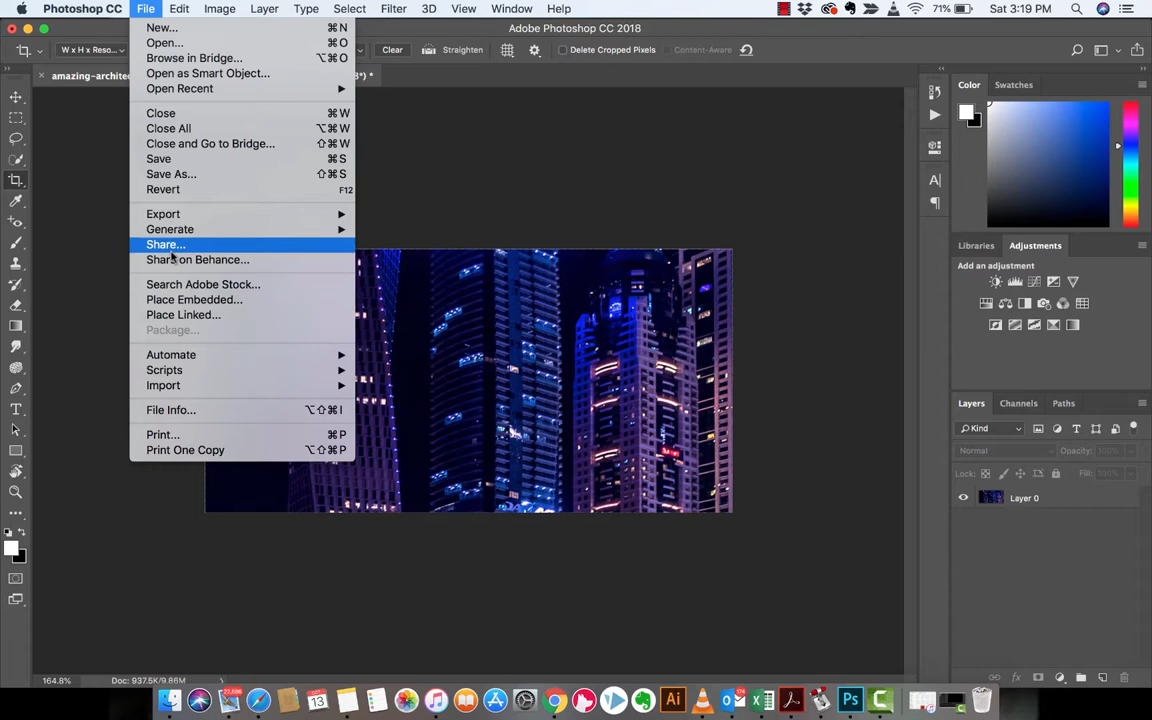 Photoshop CC File Edit Image Layer Type Select Filter 3D View Window Help 71% Sat 3:19 PM
Adobe Photoshop CC 2018
W x H x Reso... Clear Straighten Delete Cropped Pixels Content-Aware
amazing-archite *) *
New... ⌘N
Open... ⌘O
Browse in Bridge... ⌥⌘O
Open as Smart Object...
Open Recent
Close ⌘W
Close All ⌥⌘W
Close and Go to Bridge... ⇧⌘W
Save ⌘S
Save As... ⇧⌘S
Revert F12
Export
Generate
Share...
Share on Behance...
Search Adobe Stock...
Place Embedded...
Place Linked...
Package...
Automate
Scripts
Import
File Info... ⌥⇧⌘I
Print... ⌘P
Print One Copy ⌥⇧⌘P
Color Swatches
Libraries Adjustments
Add an adjustment
Layers Channels Paths
Kind
Normal Opacity: 100%
Lock: Fill: 100%
Layer 0
164.8% Doc: 937.5K/9.86M